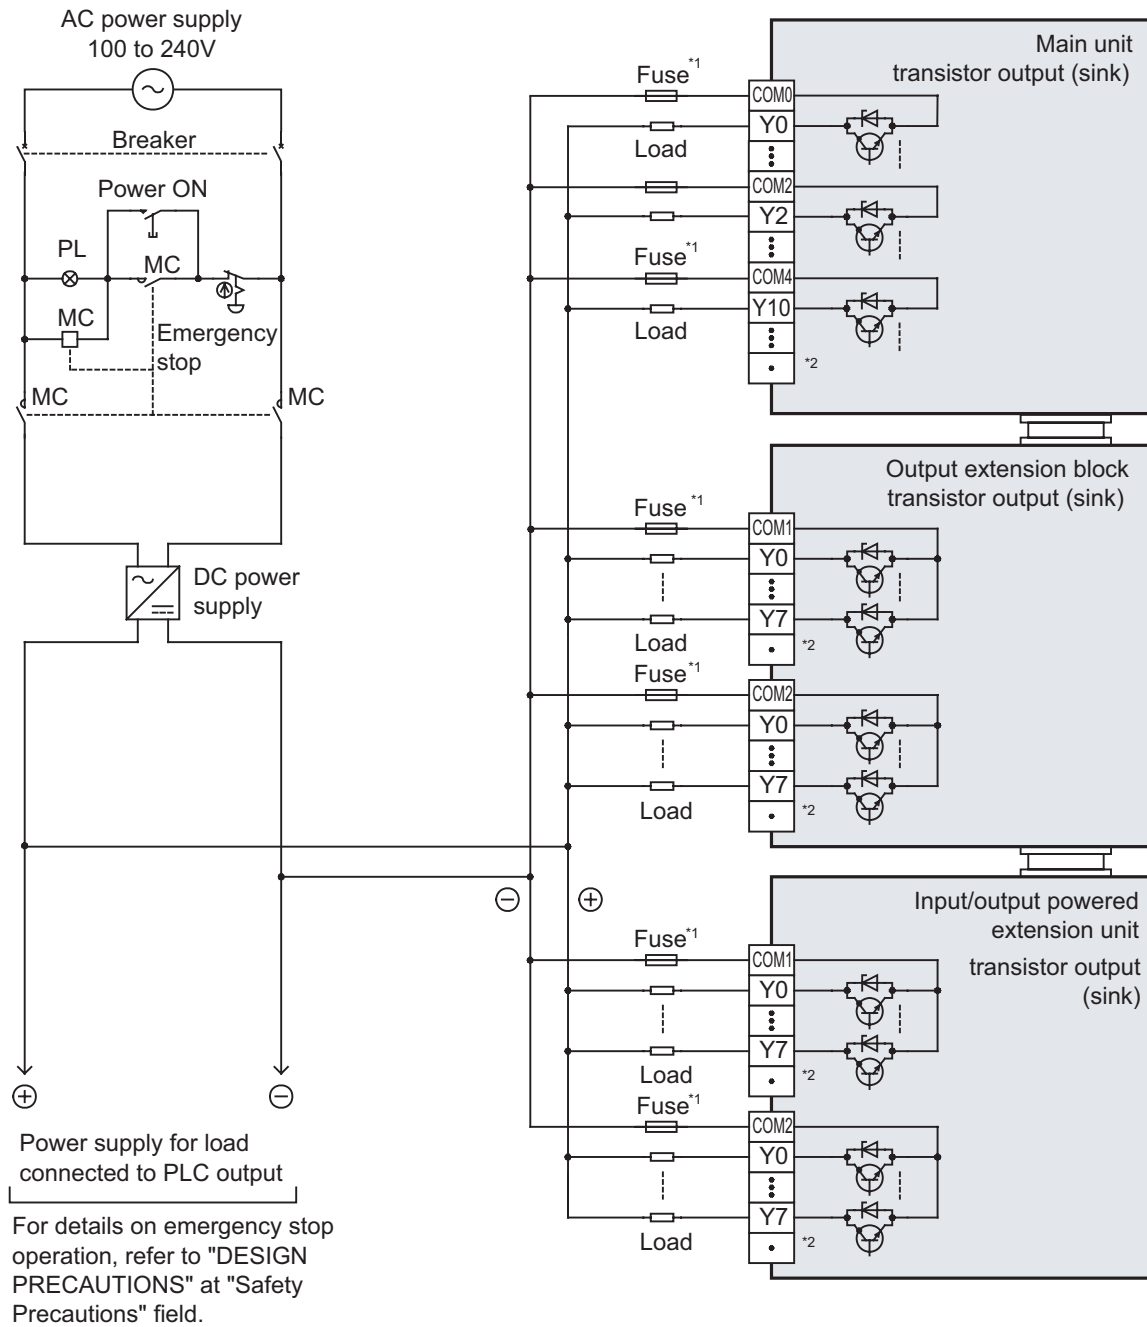 AC power supply
100 to 240V
Breaker
Power ON
PL
MC
MC
Emergency
stop
MC
MC
DC power
supply
Main unit
transistor output (sink)
Fuse*1
COM0
Y0
Load
COM2
Y2
Fuse*1
COM4
Y10
Load
*2
Output extension block
transistor output (sink)
Fuse*1
COM1
Y0
Y7
Load
*2
Fuse*1
COM2
Y0
Y7
Load
*2
Input/output powered
extension unit
transistor output
(sink)
Fuse*1
COM1
Y0
Y7
Load
*2
Fuse*1
COM2
Y0
Y7
Load
*2
Power supply for load
connected to PLC output
For details on emergency stop
operation, refer to "DESIGN
PRECAUTIONS" at "Safety
Precautions" field.